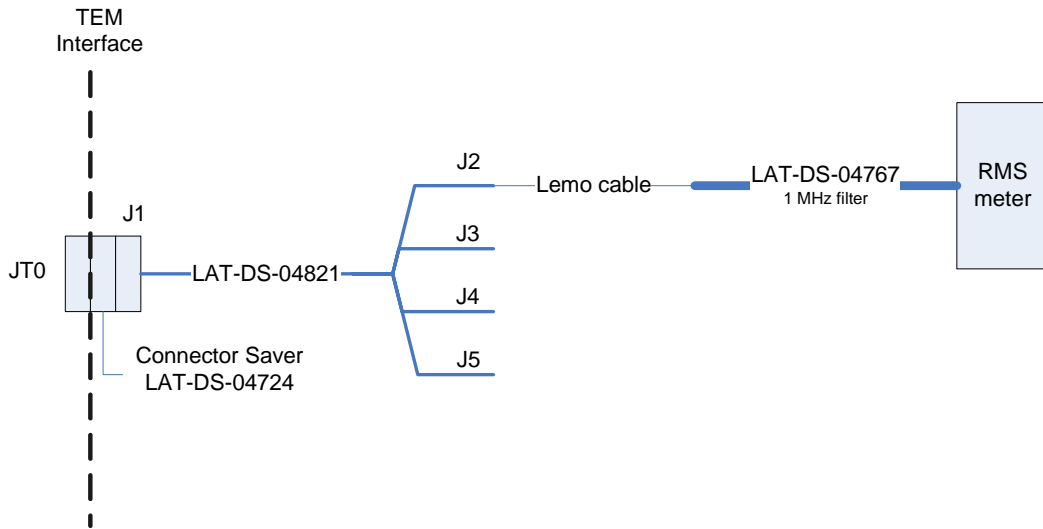 TEM
Interface
J2
Lemo cable
LAT-DS-04767
1 MHz filter
RMS
meter
J1
J3
JT0
LAT-DS-04821
J4
Connector Saver
LAT-DS-04724
J5